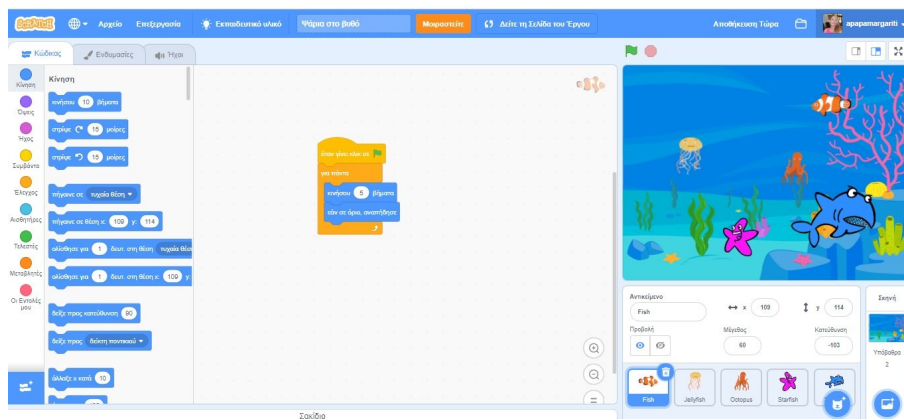 SCRATCH Αρχείο Επεξεργασία Εκπαιδευτικό υλικό Ψάρια στο βυθό Μοιραστείτε Δείτε τη Σελίδα του Έργου Αποθήκευση Τώρα apapamargariti
Κώδικας Ενδυμασίες Ήχοι
Κίνηση
Όψεις
Ήχος
Συμβάντα
Έλεγχος
Αισθητήρες
Τελεστές
Μεταβλητές
Οι Εντολές μου
Κίνηση
κινήσου 10 βήματα
στρίψε 15 μοίρες
στρίψε 15 μοίρες
πήγαινε σε τυχαία θέση
πήγαινε σε θέση x: 109 y: 114
ολίσθησε για 1 δευτ. στη θέση τυχαία θέση
ολίσθησε για 1 δευτ. στη θέση x: 109 y:
δείξε προς κατεύθυνση 90
δείξε προς δείκτη ποντικιού
άλλαξε x κατά 10
όταν γίνει κλικ σε
για πάντα
κινήσου 5 βήματα
εάν σε όριο, αναπήδησε
Σακίδιο
Αντικείμενο
Fish x 109 y 114
Προβολή Μέγεθος Κατεύθυνση
60 -103
Fish Jellyfish Octopus Starfish
Σκηνή
Υπόβαθρα
2